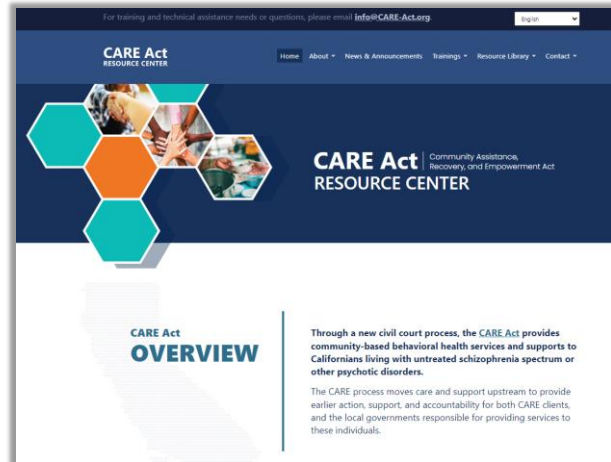 For training and technical assistance needs or questions, please email info@CARE-Act.org.
English
CARE Act
RESOURCE CENTER
Home About News & Announcements Trainings Resource Library Contact
CARE Act Community Assistance,
Recovery, and Empowerment Act
RESOURCE CENTER
CARE Act
OVERVIEW
Through a new civil court process, the CARE Act provides
community-based behavioral health services and supports to
Californians living with untreated schizophrenia spectrum or
other psychotic disorders.
The CARE process moves care and support upstream to provide
earlier action, support, and accountability for both CARE clients,
and the local governments responsible for providing services to
these individuals.